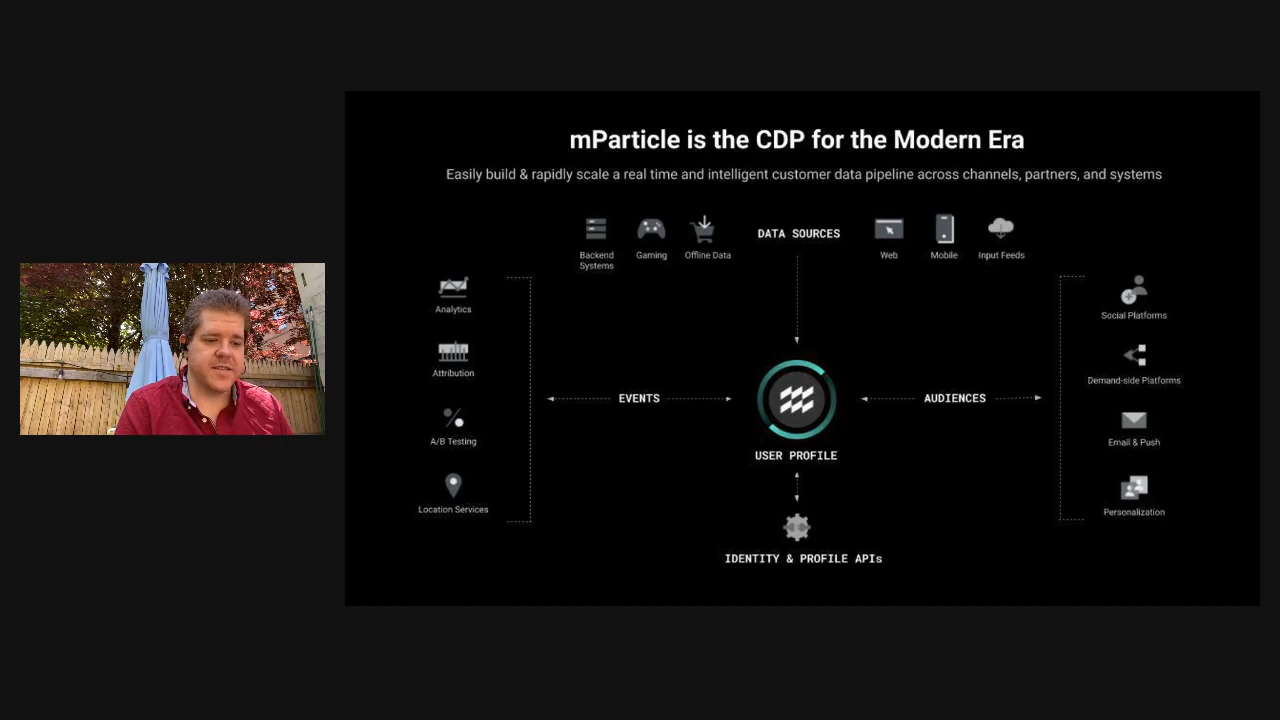 mParticle is the CDP for the Modern Era
Easily build & rapidly scale a real time and intelligent customer data pipeline across channels, partners, and systems
DATA SOURCES
Backend
Systems
Gaming
Offline Data
Web
Mobile
Input Feeds
Analytics
Attribution
A/B Testing
Location Services
EVENTS
USER PROFILE
AUDIENCES
Social Platforms
Demand-side Platforms
Email & Push
Personalization
IDENTITY & PROFILE APIs